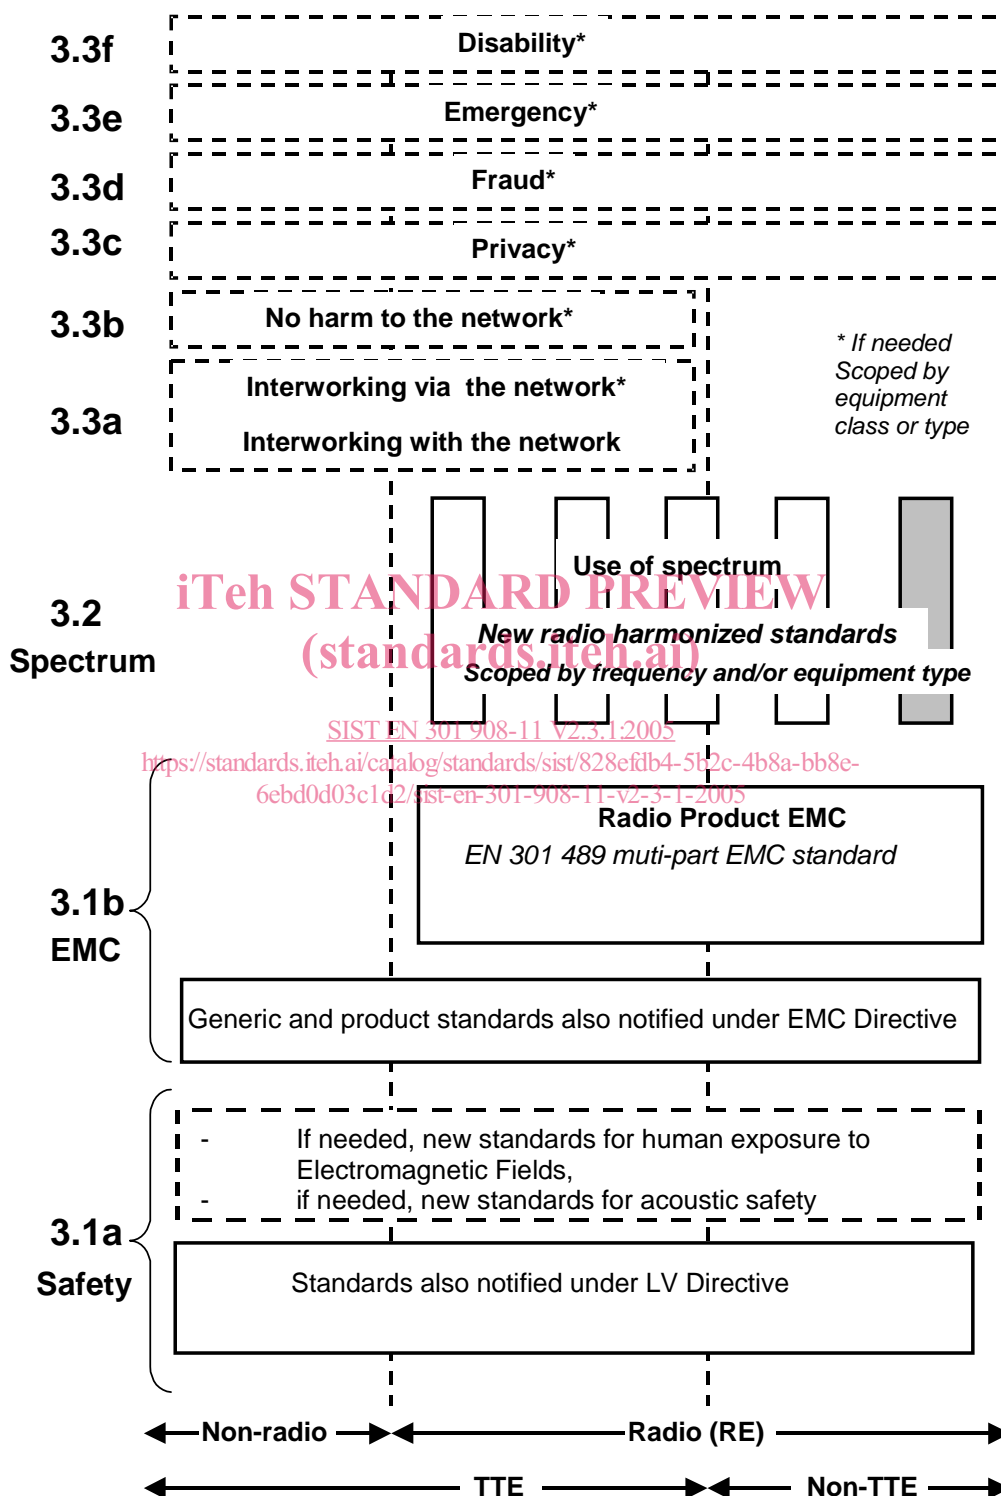 3.3f
Disability*
3.3e
Emergency*
3.3d
Fraud*
3.3c
Privacy*
3.3b
No harm to the network*
* If needed
Scoped by
equipment
class or type
3.3a
Interworking via the network*
Interworking with the network
3.2
Spectrum
Use of spectrum
New radio harmonized standards
Scoped by frequency and/or equipment type
iTeh STANDARD PREVIEW
(standards.iteh.ai)
SIST EN 301 908-11 V2.3.1:2005
https://standards.iteh.ai/catalog/standards/sist/828efdb4-5b2c-4b8a-bb8e-
6ebd0d03c1d2/sist-en-301-908-11-v2-3-1-2005
3.1b
EMC
Radio Product EMC
EN 301 489 muti-part EMC standard
Generic and product standards also notified under EMC Directive
3.1a
Safety
- If needed, new standards for human exposure to
Electromagnetic Fields,
- if needed, new standards for acoustic safety
Standards also notified under LV Directive
Non-radio
Radio (RE)
TTE
Non-TTE